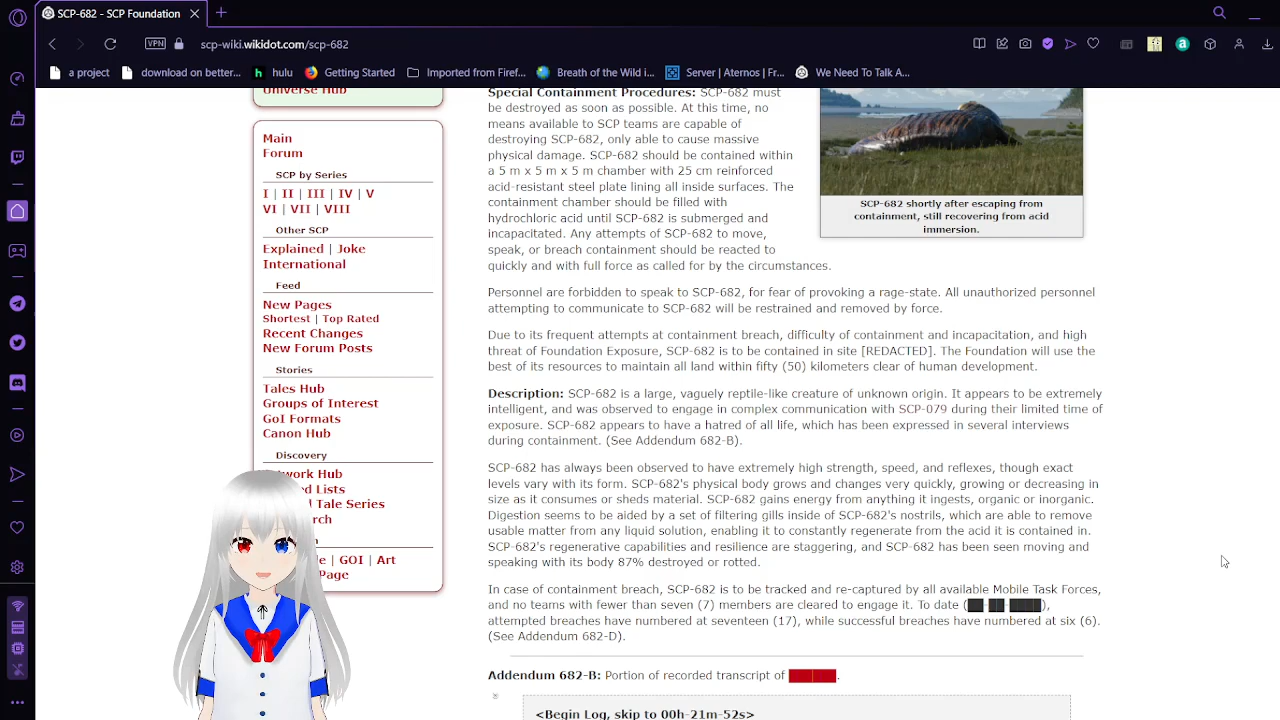 SCP-682 - SCP Foundation
VPN
scp-wiki.wikidot.com/scp-682
a
a project
download on better...
h
hulu
Getting Started
Imported from Firef...
Breath of the Wild i...
Server | Aternos | Fr...
We Need To Talk A...
Universe Hub
Main
Forum
SCP by Series
I | II | III | IV | V
VI | VII | VIII
Other SCP
Explained | Joke
International
Feed
New Pages
Shortest | Top Rated
Recent Changes
New Forum Posts
Stories
Tales Hub
Groups of Interest
GoI Formats
Canon Hub
Discovery
work Hub
Lists
Tale Series
rch
| GOI | Art
Page
Special Containment Procedures: SCP-682 must
be destroyed as soon as possible. At this time, no
means available to SCP teams are capable of
destroying SCP-682, only able to cause massive
physical damage. SCP-682 should be contained within
a 5 m x 5 m x 5 m chamber with 25 cm reinforced
acid-resistant steel plate lining all inside surfaces. The
containment chamber should be filled with
hydrochloric acid until SCP-682 is submerged and
incapacitated. Any attempts of SCP-682 to move,
speak, or breach containment should be reacted to
quickly and with full force as called for by the circumstances.
SCP-682 shortly after escaping from
containment, still recovering from acid
immersion.
Personnel are forbidden to speak to SCP-682, for fear of provoking a rage-state. All unauthorized personnel
attempting to communicate to SCP-682 will be restrained and removed by force.
Due to its frequent attempts at containment breach, difficulty of containment and incapacitation, and high
threat of Foundation Exposure, SCP-682 is to be contained in site [REDACTED]. The Foundation will use the
best of its resources to maintain all land within fifty (50) kilometers clear of human development.
Description: SCP-682 is a large, vaguely reptile-like creature of unknown origin. It appears to be extremely
intelligent, and was observed to engage in complex communication with SCP-079 during their limited time of
exposure. SCP-682 appears to have a hatred of all life, which has been expressed in several interviews
during containment. (See Addendum 682-B).
SCP-682 has always been observed to have extremely high strength, speed, and reflexes, though exact
levels vary with its form. SCP-682's physical body grows and changes very quickly, growing or decreasing in
size as it consumes or sheds material. SCP-682 gains energy from anything it ingests, organic or inorganic.
Digestion seems to be aided by a set of filtering gills inside of SCP-682's nostrils, which are able to remove
usable matter from any liquid solution, enabling it to constantly regenerate from the acid it is contained in.
SCP-682's regenerative capabilities and resilience are staggering, and SCP-682 has been seen moving and
speaking with its body 87% destroyed or rotted.
In case of containment breach, SCP-682 is to be tracked and re-captured by all available Mobile Task Forces,
and no teams with fewer than seven (7) members are cleared to engage it. To date (██-██-████),
attempted breaches have numbered at seventeen (17), while successful breaches have numbered at six (6).
(See Addendum 682-D).
Addendum 682-B: Portion of recorded transcript of ██████.
<Begin Log, skip to 00h-21m-52s>